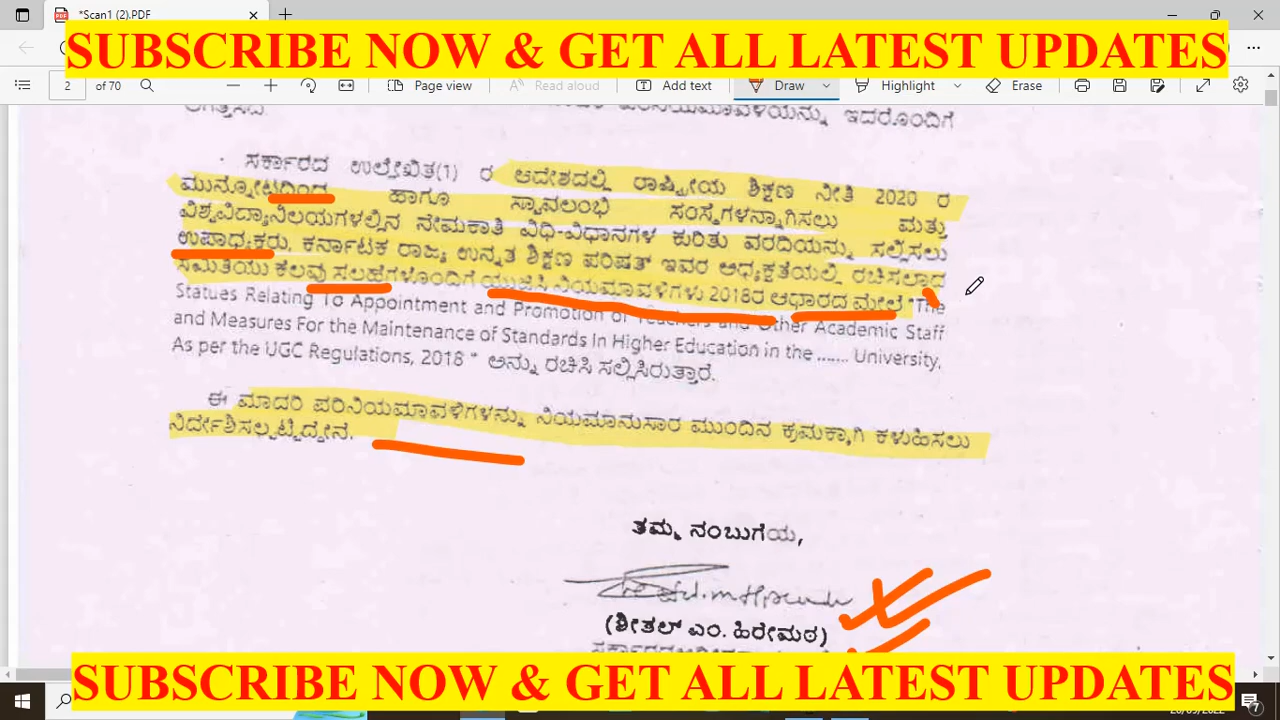 *Scan1 (2).PDF
SUBSCRIBE NOW & GET ALL LATEST UPDATES
2 of 70
Page view
Read aloud
Add text
Draw
Highlight
Erase
ಪರಿನಿಯಮಾವಳಿಯನ್ನು ಇದರೊಂದಿಗೆ
ಸರ್ಕಾರದ ಉಲ್ಲೇಖಿತ(1) ರ ಆದೇಶದಲ್ಲಿ ರಾಷ್ಟ್ರೀಯ ಶಿಕ್ಷಣ ನೀತಿ 2020 ರ
ಮುನ್ನೋಟದಿಂದ ಹಾಗೂ ಸ್ವಾವಲಂಭಿ ಸಂಸ್ಥೆಗಳನ್ನಾಗಿಸಲು ಮತ್ತು
ವಿಶ್ವವಿದ್ಯಾನಿಲಯಗಳಲ್ಲಿನ ನೇಮಕಾತಿ ವಿಧಿ-ವಿಧಾನಗಳ ಕುರಿತು ವರದಿಯನ್ನು ಸಲ್ಲಿಸಲು
ಉಪಾಧ್ಯಕ್ಷರು, ಕರ್ನಾಟಕ ರಾಜ್ಯ ಉನ್ನತ ಶಿಕ್ಷಣ ಪರಿಷತ್ ಇವರ ಅಧ್ಯಕ್ಷತೆಯಲ್ಲಿ ರಚಿಸಲಾದ
ಸಮಿತಿಯು ಕೆಲವು ಸಲಹೆಗಳೊಂದಿಗೆ ಯುಜಿಸಿ ನಿಯಮಾವಳಿಗಳು 2018ರ ಆಧಾರದ ಮೇಲೆ "The
Statues Relating To Appointment and Promotion of Teachers and Other Academic Staff
and Measures For the Maintenance of Standards In Higher Education in the ....... University,
As per the UGC Regulations, 2018 " ಅನ್ನು ರಚಿಸಿ ಸಲ್ಲಿಸಿರುತ್ತಾರೆ.
ಈ ಮಾದರಿ ಪರಿನಿಯಮಾವಳಿಗಳನ್ನು ನಿಯಮಾನುಸಾರ ಮುಂದಿನ ಕ್ರಮಕ್ಕಾಗಿ ಕಳುಹಿಸಲು
ನಿರ್ದೇಶಿಸಲ್ಪಟ್ಟಿದ್ದೇನೆ.
ತಮ್ಮ ನಂಬುಗೆಯ,
(ಶೀತಲ್ ಎಂ. ಹಿರೇಮಠ)
SUBSCRIBE NOW & GET ALL LATEST UPDATES